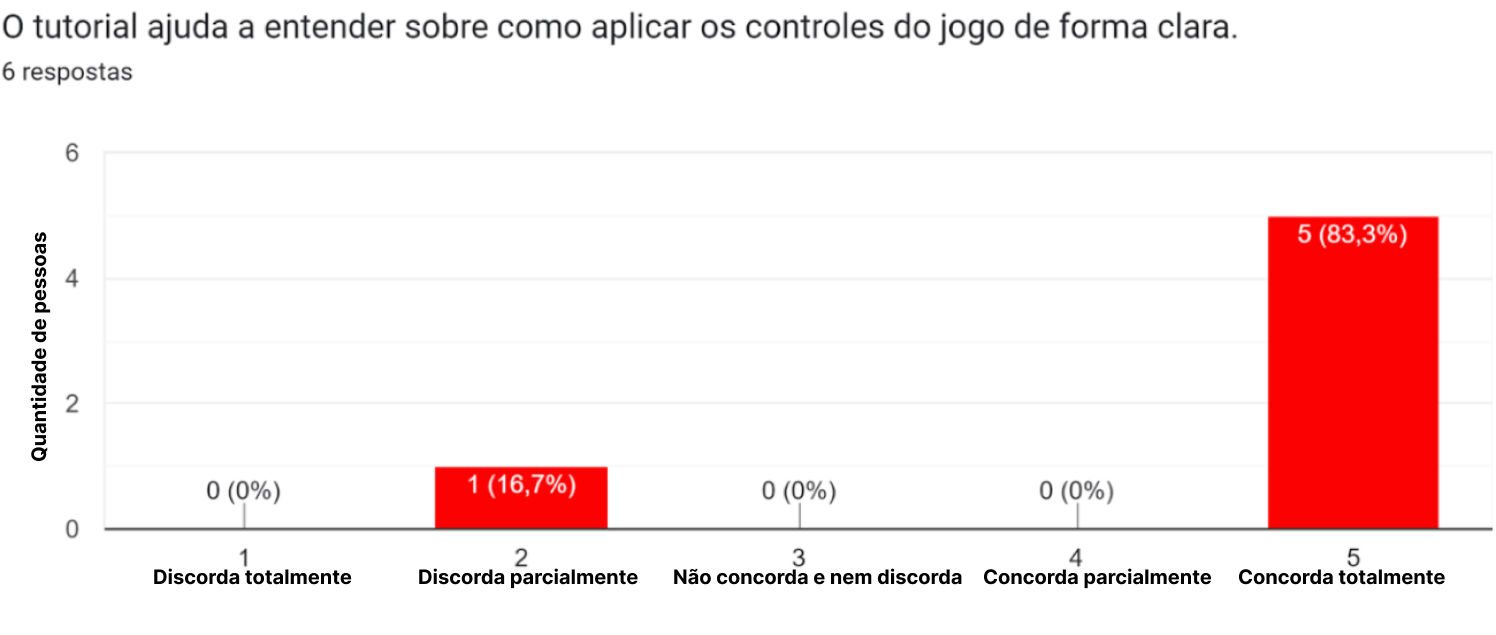 O tutorial ajuda a entender sobre como aplicar os controles do jogo de forma clara.
6 respostas
Quantidade de pessoas
6
4
2
0
0 (0%)
1 (16,7%)
0 (0%)
0 (0%)
5 (83,3%)
1
2
3
4
5
Discorda totalmente
Discorda parcialmente
Não concorda e nem discorda
Concorda parcialmente
Concorda totalmente